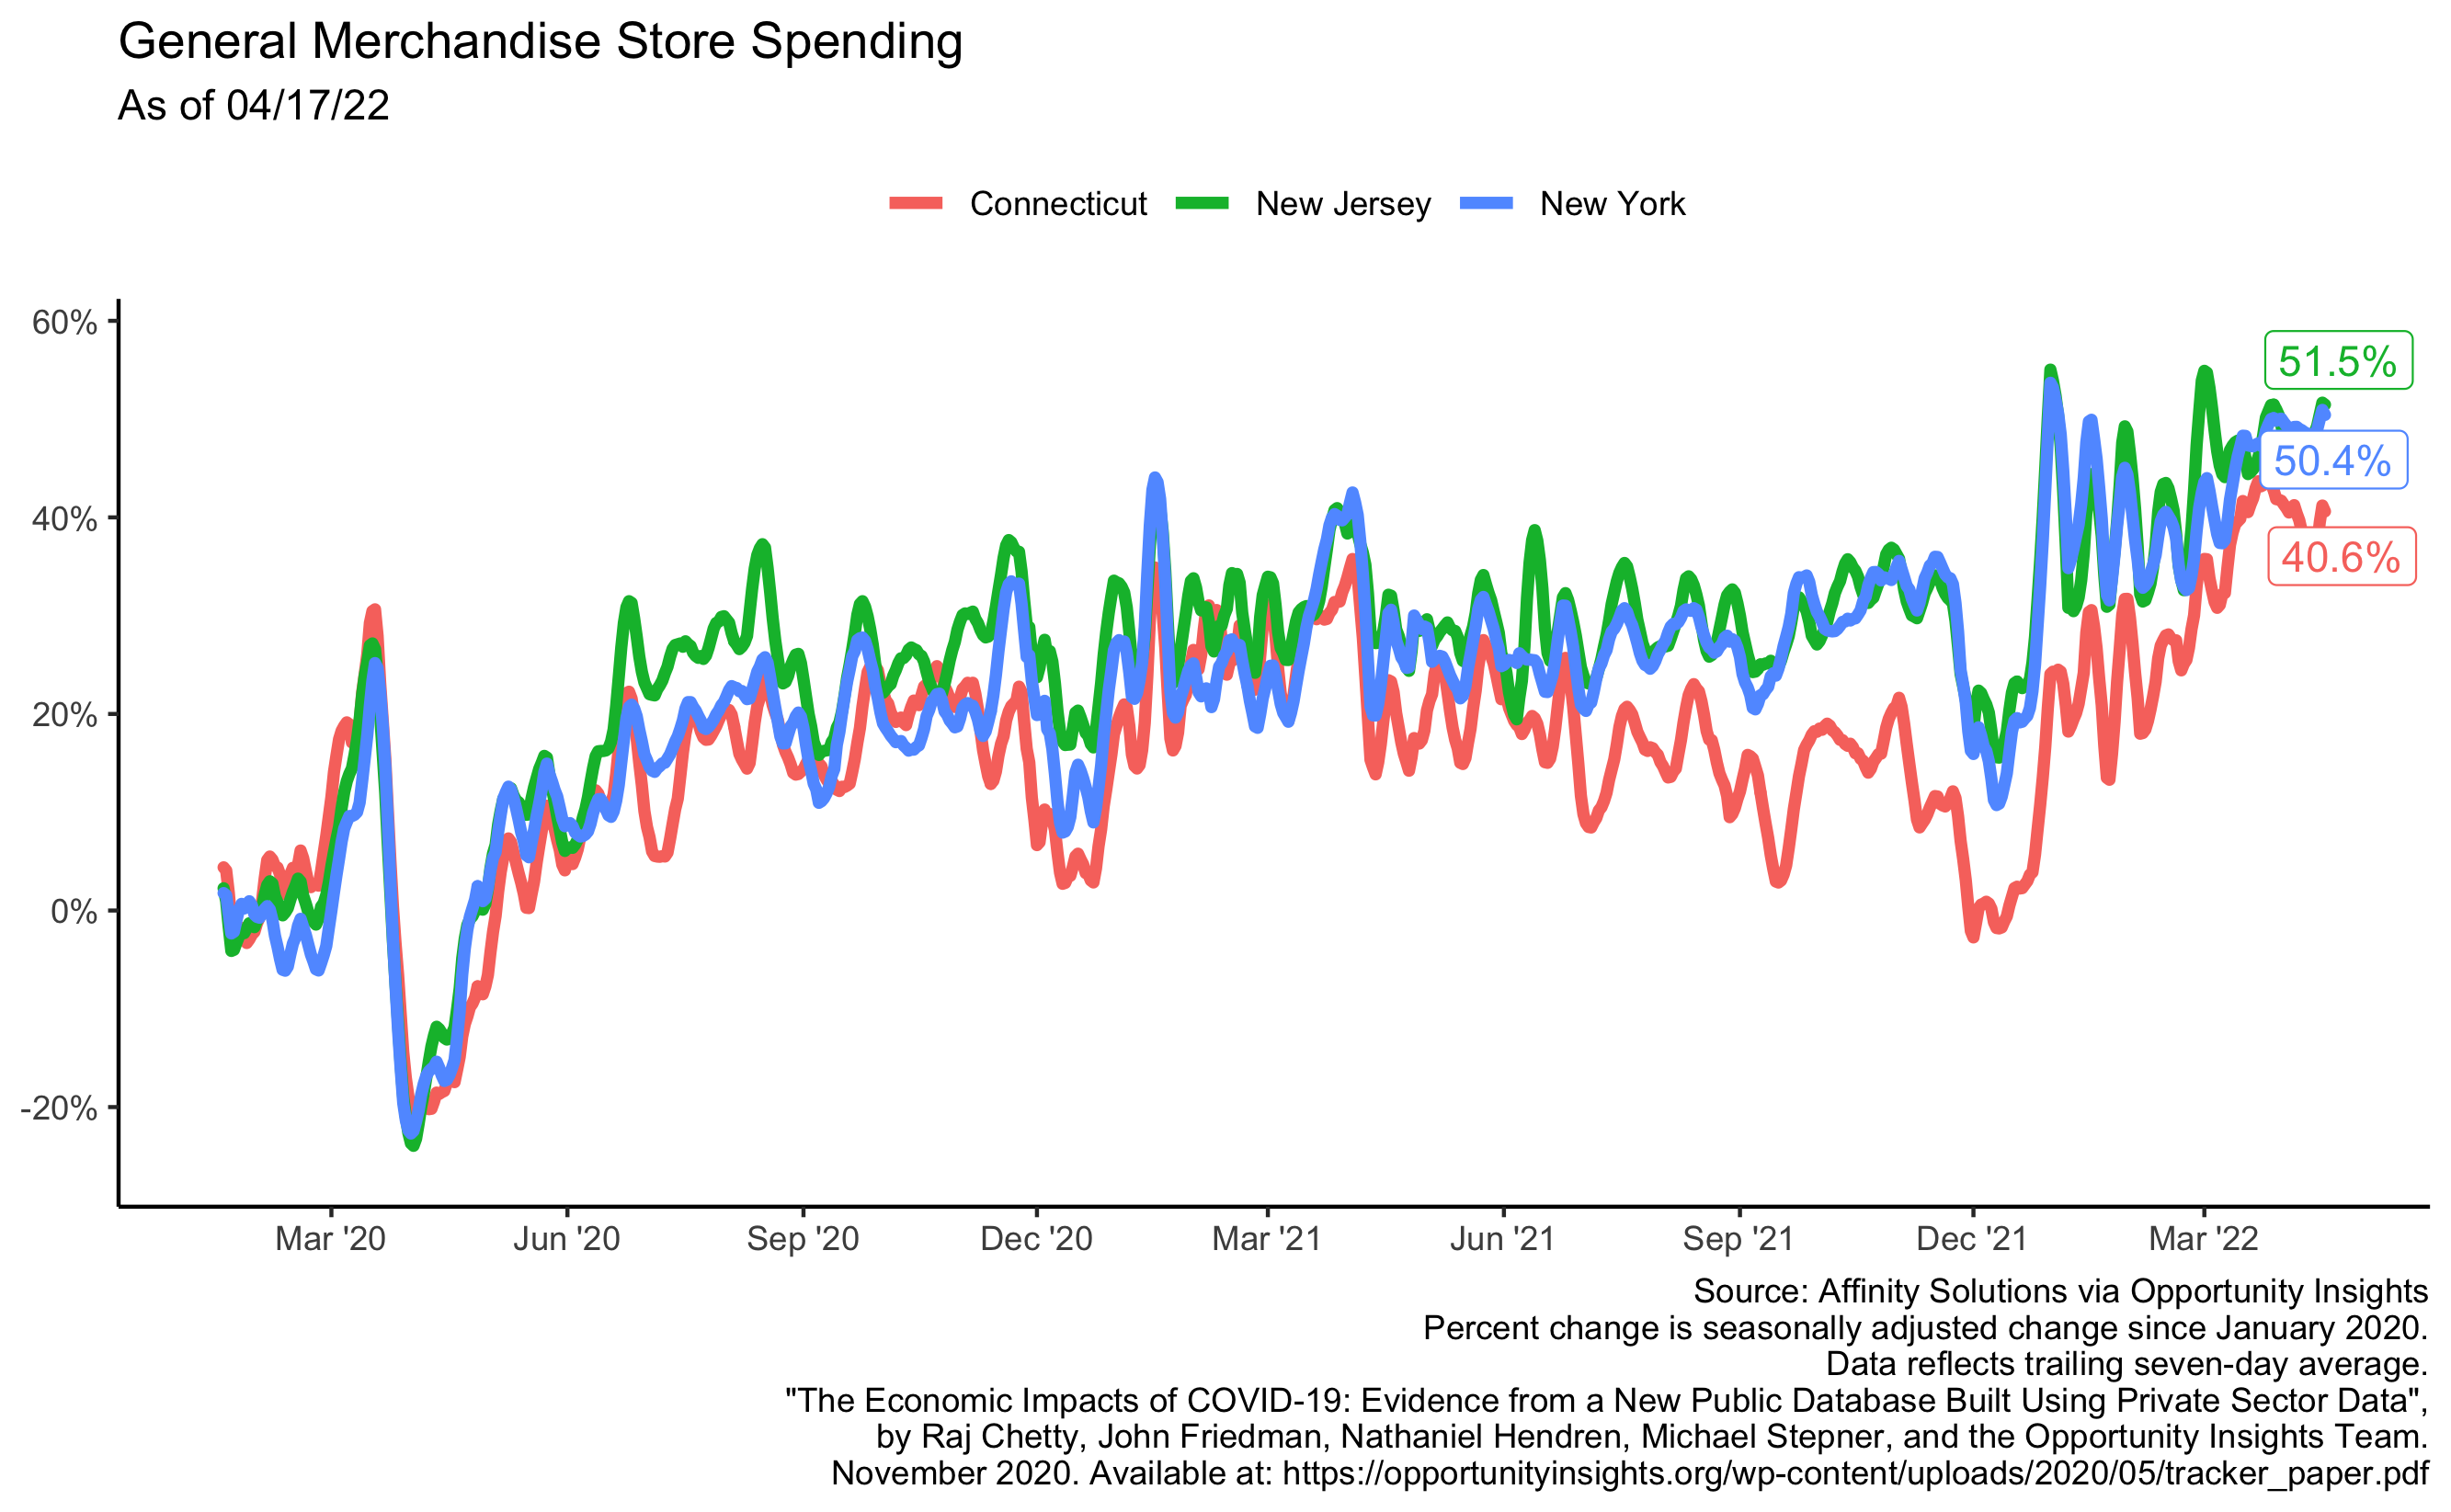 General Merchandise Store Spending
As of 04/17/22
Connecticut New Jersey New York
60%
40%
20%
0%
-20%
51.5%
50.4%
40.6%
Mar '20 Jun '20 Sep '20 Dec '20 Mar '21 Jun '21 Sep '21 Dec '21 Mar '22
Source: Affinity Solutions via Opportunity Insights
Percent change is seasonally adjusted change since January 2020.
Data reflects trailing seven-day average.
"The Economic Impacts of COVID-19: Evidence from a New Public Database Built Using Private Sector Data",
by Raj Chetty, John Friedman, Nathaniel Hendren, Michael Stepner, and the Opportunity Insights Team.
November 2020. Available at: https://opportunityinsights.org/wp-content/uploads/2020/05/tracker_paper.pdf